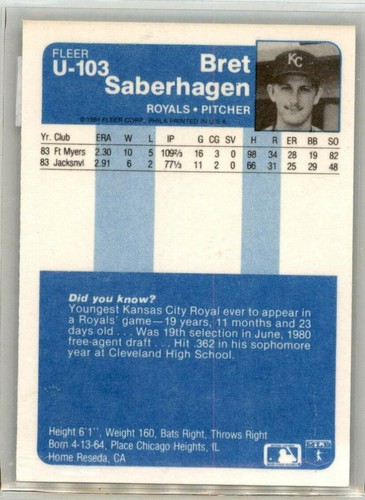 FLEER
U-103
Bret
Saberhagen
ROYALS • PITCHER
©1984 FLEER CORP., PHILA PRINTED IN U.S.A.
KC
Yr. Club ERA W L IP G CG SV H R ER BB SO
83 Ft Myers 2.30 10 5 109⅔ 16 3 0 98 34 28 19 82
83 Jacksnvl 2.91 6 2 77⅓ 11 2 0 66 31 25 29 48
Did you know?
Youngest Kansas City Royal ever to appear in
a Royals' game—19 years, 11 months and 23
days old . . . Was 19th selection in June, 1980
free-agent draft . . . Hit .362 in his sophomore
year at Cleveland High School.
Height 6'1'', Weight 160, Bats Right, Throws Right
Born 4-13-64, Place Chicago Heights, IL
Home Reseda, CA